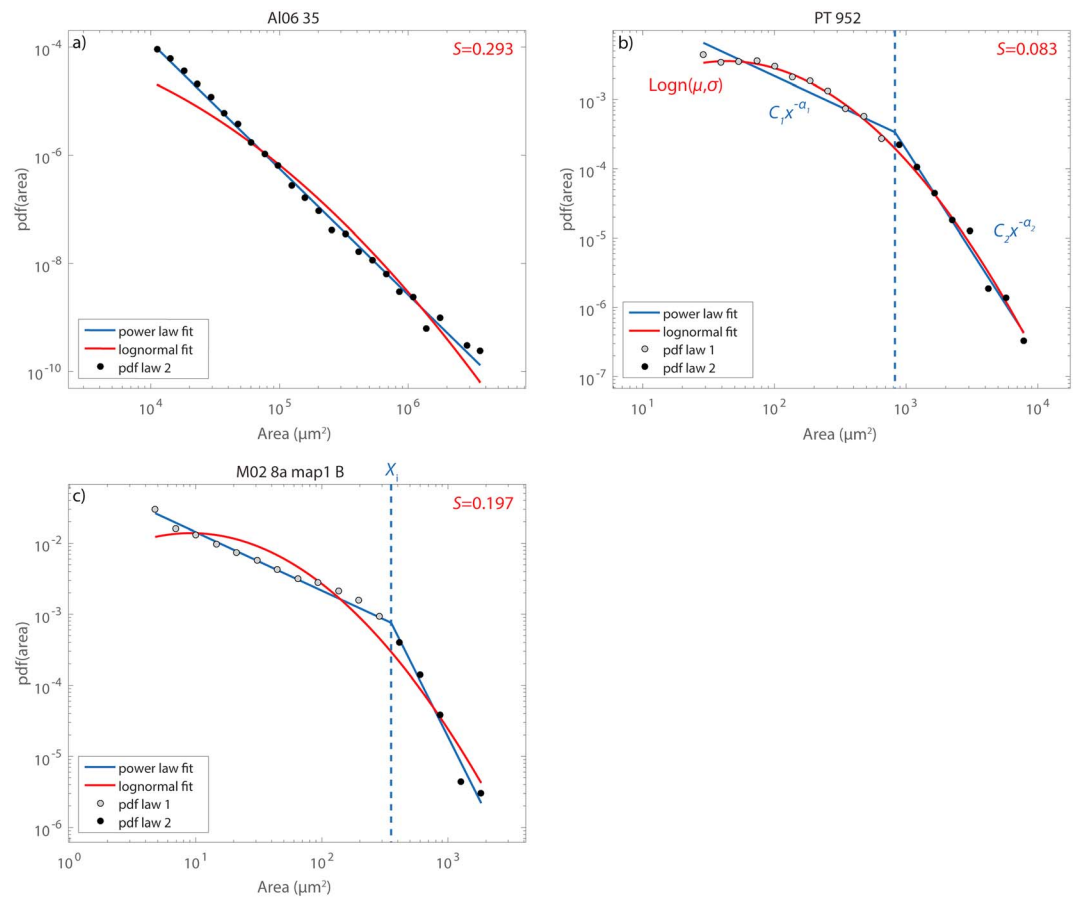 Al06 35
a)
S=0.293
10^-4
10^-6
10^-8
10^-10
pdf(area)
power law fit
lognormal fit
pdf law 2
10^4 10^5 10^6
Area (μm²)
PT 952
b)
S=0.083
Logn(μ,σ)
C₁x^-a₁
C₂x^-a₂
10^-3
10^-4
10^-5
10^-6
10^-7
pdf(area)
power law fit
lognormal fit
pdf law 1
pdf law 2
10^1 10^2 10^3 10^4
Area (μm²)
M02 8a map1 B
Xᵢ
c)
S=0.197
10^-2
10^-3
10^-4
10^-5
10^-6
pdf(area)
power law fit
lognormal fit
pdf law 1
pdf law 2
10^0 10^1 10^2 10^3
Area (μm²)